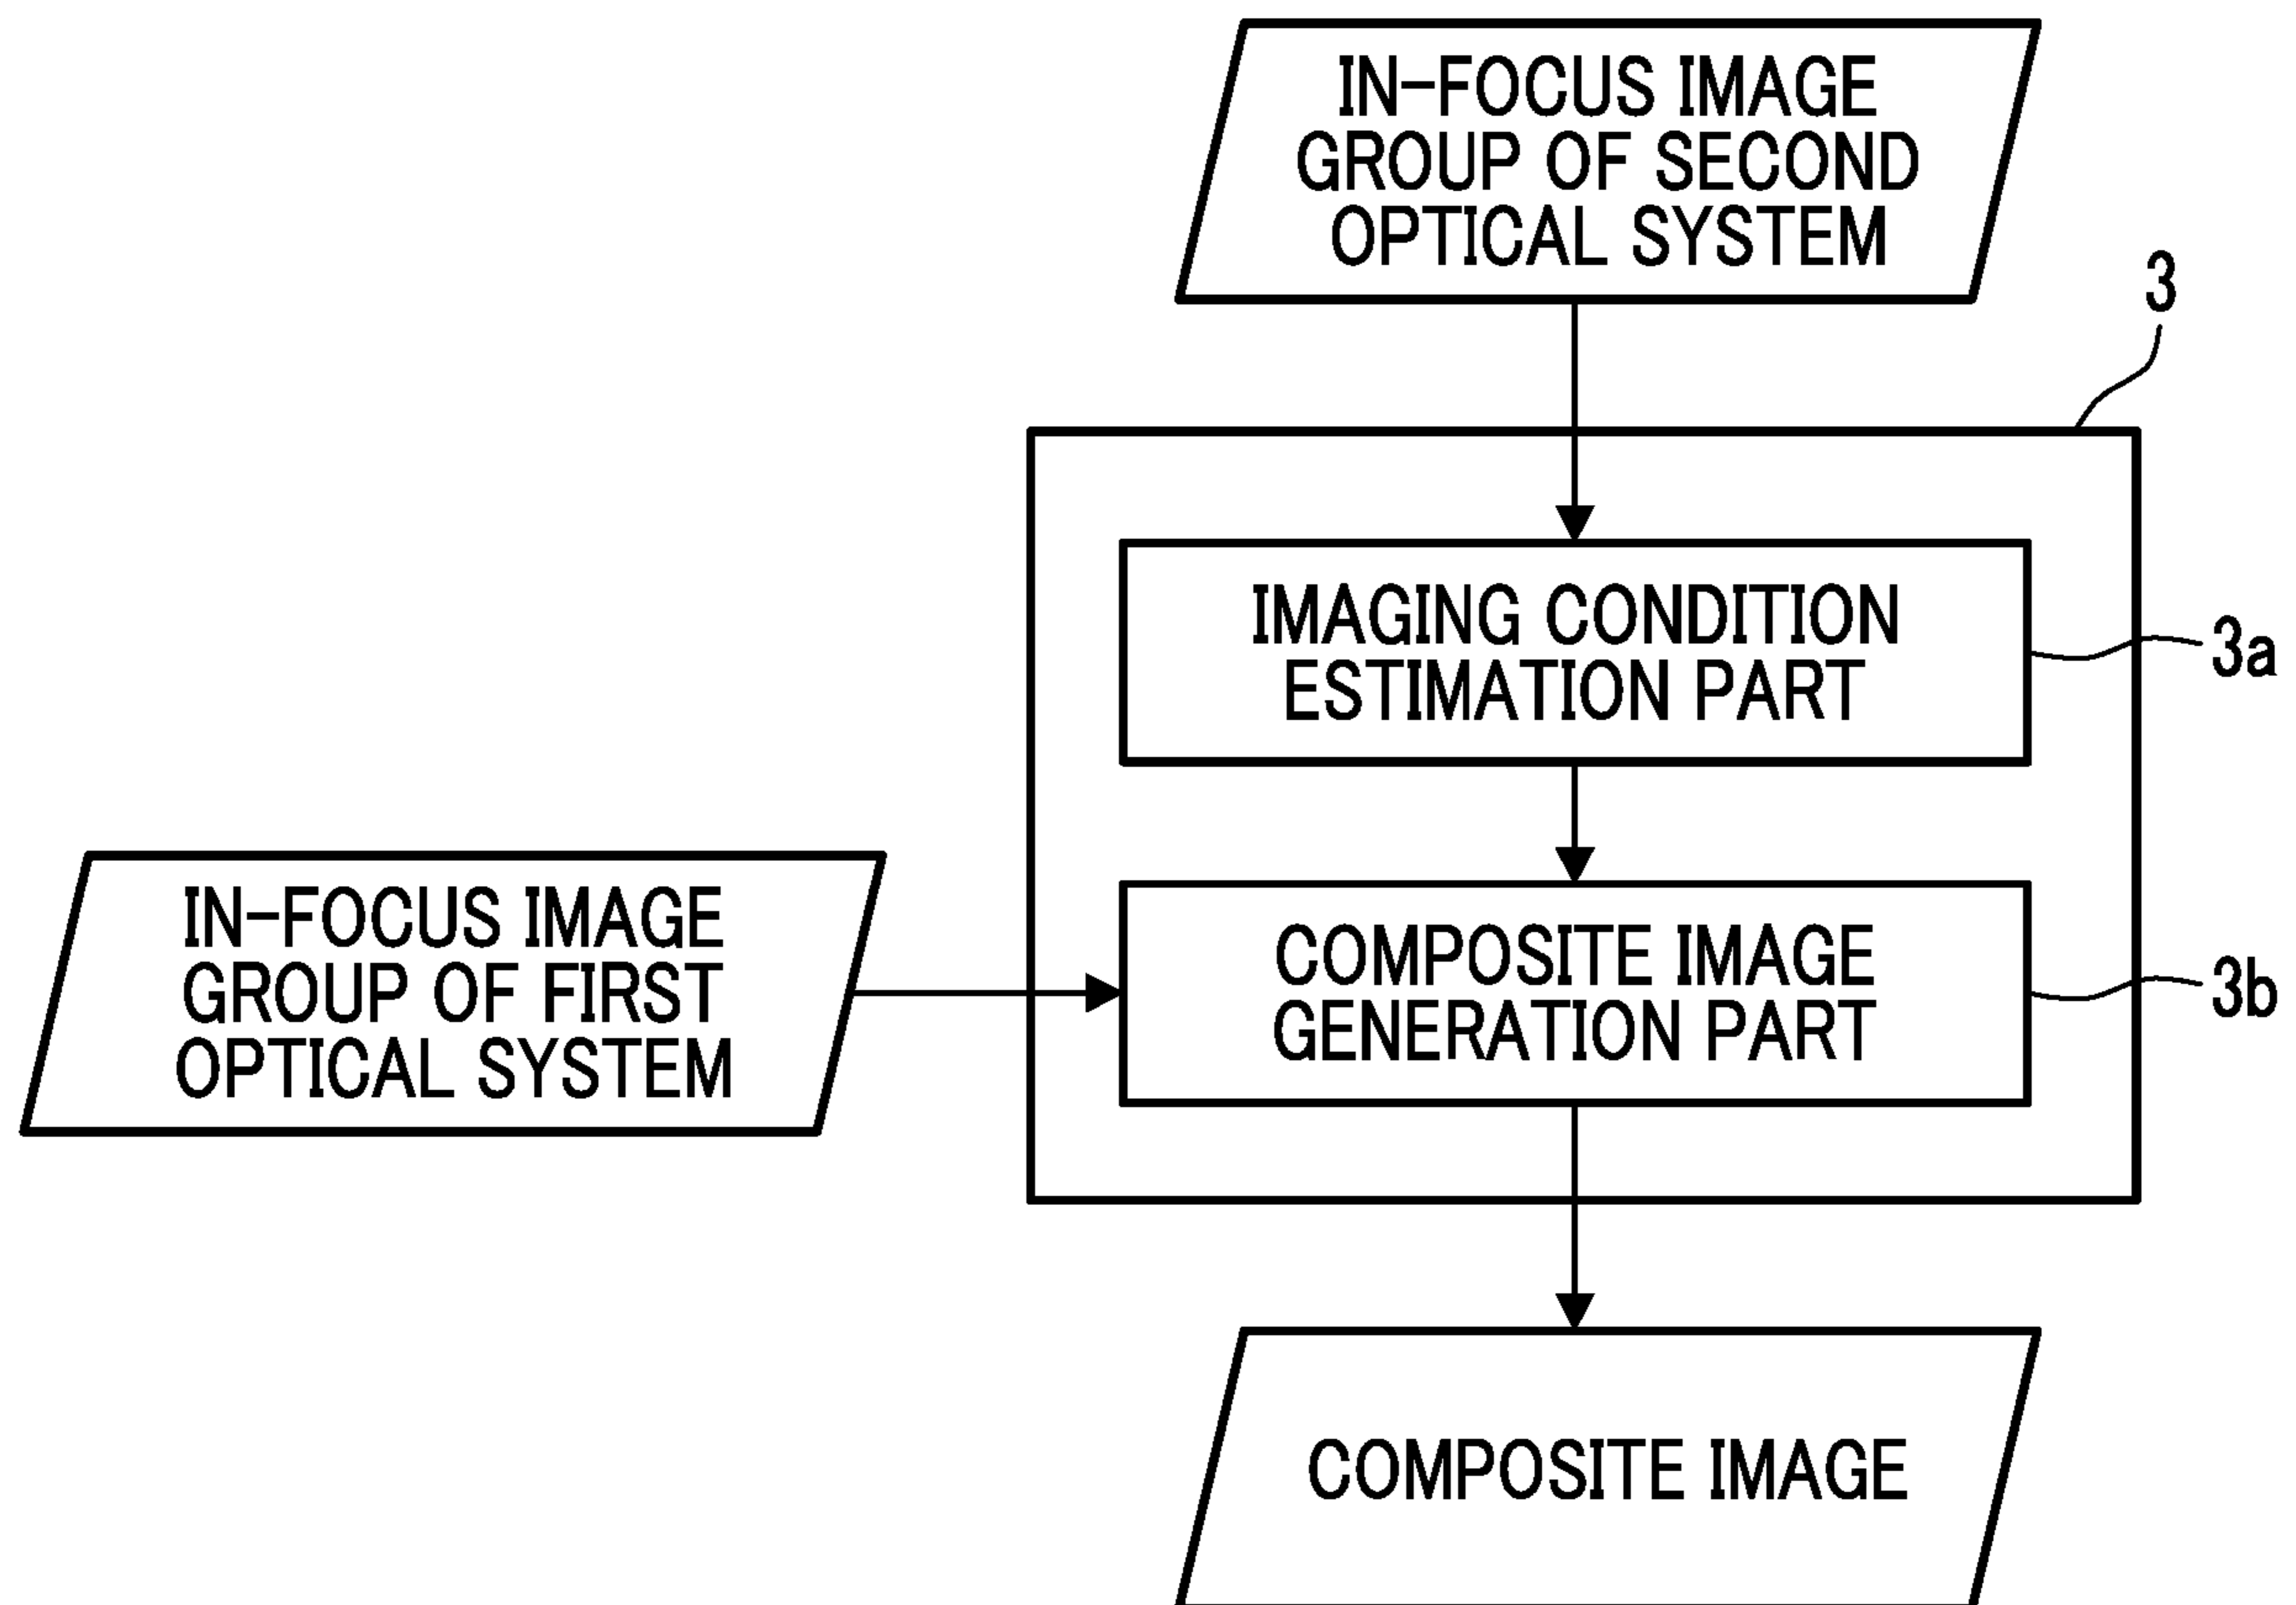 IN-FOCUS IMAGE
GROUP OF SECOND
OPTICAL SYSTEM
3
IMAGING CONDITION
ESTIMATION PART
3a
IN-FOCUS IMAGE
GROUP OF FIRST
OPTICAL SYSTEM
COMPOSITE IMAGE
GENERATION PART
3b
COMPOSITE IMAGE